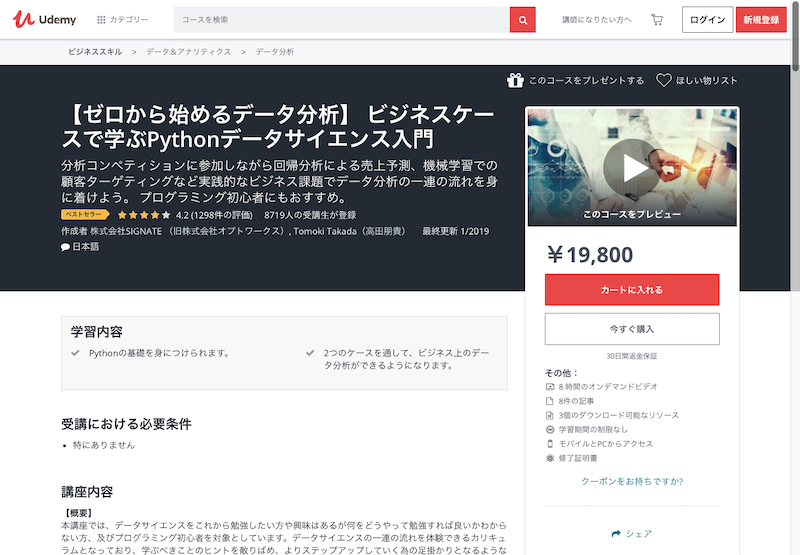 Udemy
カテゴリー
コースを検索
講師になりたい方へ
ログイン
新規登録
ビジネススキル > データ＆アナリティクス > データ分析
このコースをプレゼントする
ほしい物リスト
【ゼロから始めるデータ分析】 ビジネスケー
スで学ぶPythonデータサイエンス入門
分析コンペティションに参加しながら回帰分析による売上予測、機械学習での
顧客ターゲティングなど実践的なビジネス課題でデータ分析の一連の流れを身
に着けよう。 プログラミング初心者にもおすすめ。
ベストセラー 4.2 (1298件の評価) 8719人の受講生が登録
作成者 株式会社SIGNATE （旧株式会社オプトワークス）, Tomoki Takada（高田朋貴） 最終更新 1/2019
日本語
このコースをプレビュー
￥19,800
カートに入れる
今すぐ購入
30日間返金保証
その他：
8 時間のオンデマンドビデオ
8件の記事
3個のダウンロード可能なリソース
学習期間の制限なし
モバイルとPCからアクセス
修了証明書
クーポンをお持ちですか?
シェア
学習内容
Pythonの基礎を身につけられます。
2つのケースを通して、ビジネス上のデー
タ分析ができるようになります。
受講における必要条件
特にありません
講座内容
【概要】
本講座では、データサイエンスをこれから勉強したい方や興味はあるが何をどうやって勉強すれば良いかわから
ない方、及びプログラミング初心者を対象としています。データサイエンスの一連の流れを体験できるカリキュ
ラムとなっており、学ぶべきことのヒントを散りばめ、よりステップアップしていく為の足掛かりとなるような